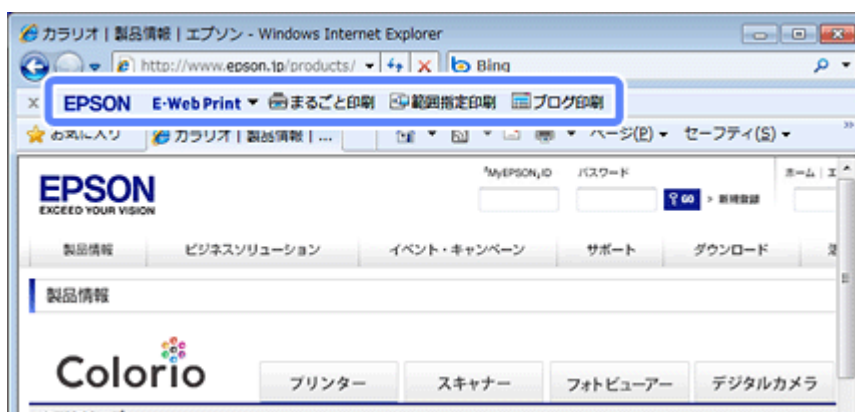 カラリオ | 製品情報 | エプソン - Windows Internet Explorer
http://www.epson.jp/products/ Bing
× EPSON E-Web Print まるごと印刷 範囲指定印刷 ブログ印刷
お気に入り カラリオ | 製品情報 | ... ページ(P) セーフティ(S) »
MyEPSON ID パスワード ホーム | エ
EPSON
EXCEED YOUR VISION
GO > 新規登録
製品情報 ビジネスソリューション イベント・キャンペーン サポート ダウンロード
製品情報
Colorio プリンター スキャナー フォトビューアー デジタルカメラ